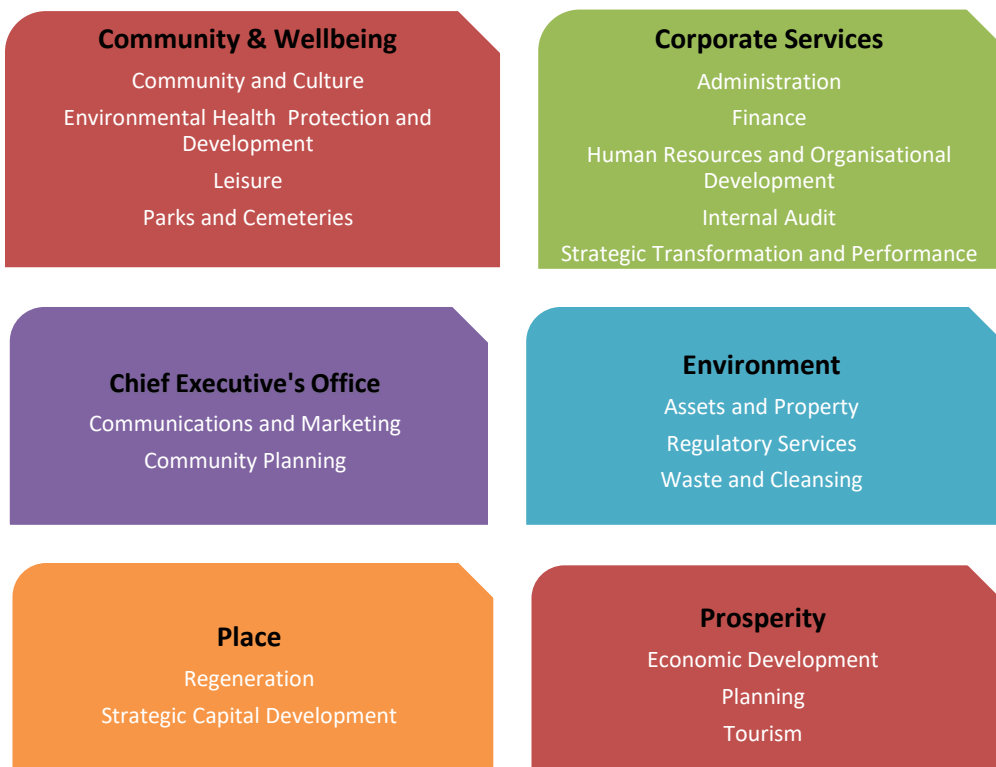 Community & Wellbeing
Community and Culture
Environmental Health  Protection and
Development
Leisure
Parks and Cemeteries
Corporate Services
Administration
Finance
Human Resources and Organisational
Development
Internal Audit
Strategic Transformation and Performance
Chief Executive's Office
Communications and Marketing
Community Planning
Environment
Assets and Property
Regulatory Services
Waste and Cleansing
Place
Regeneration
Strategic Capital Development
Prosperity
Economic Development
Planning
Tourism